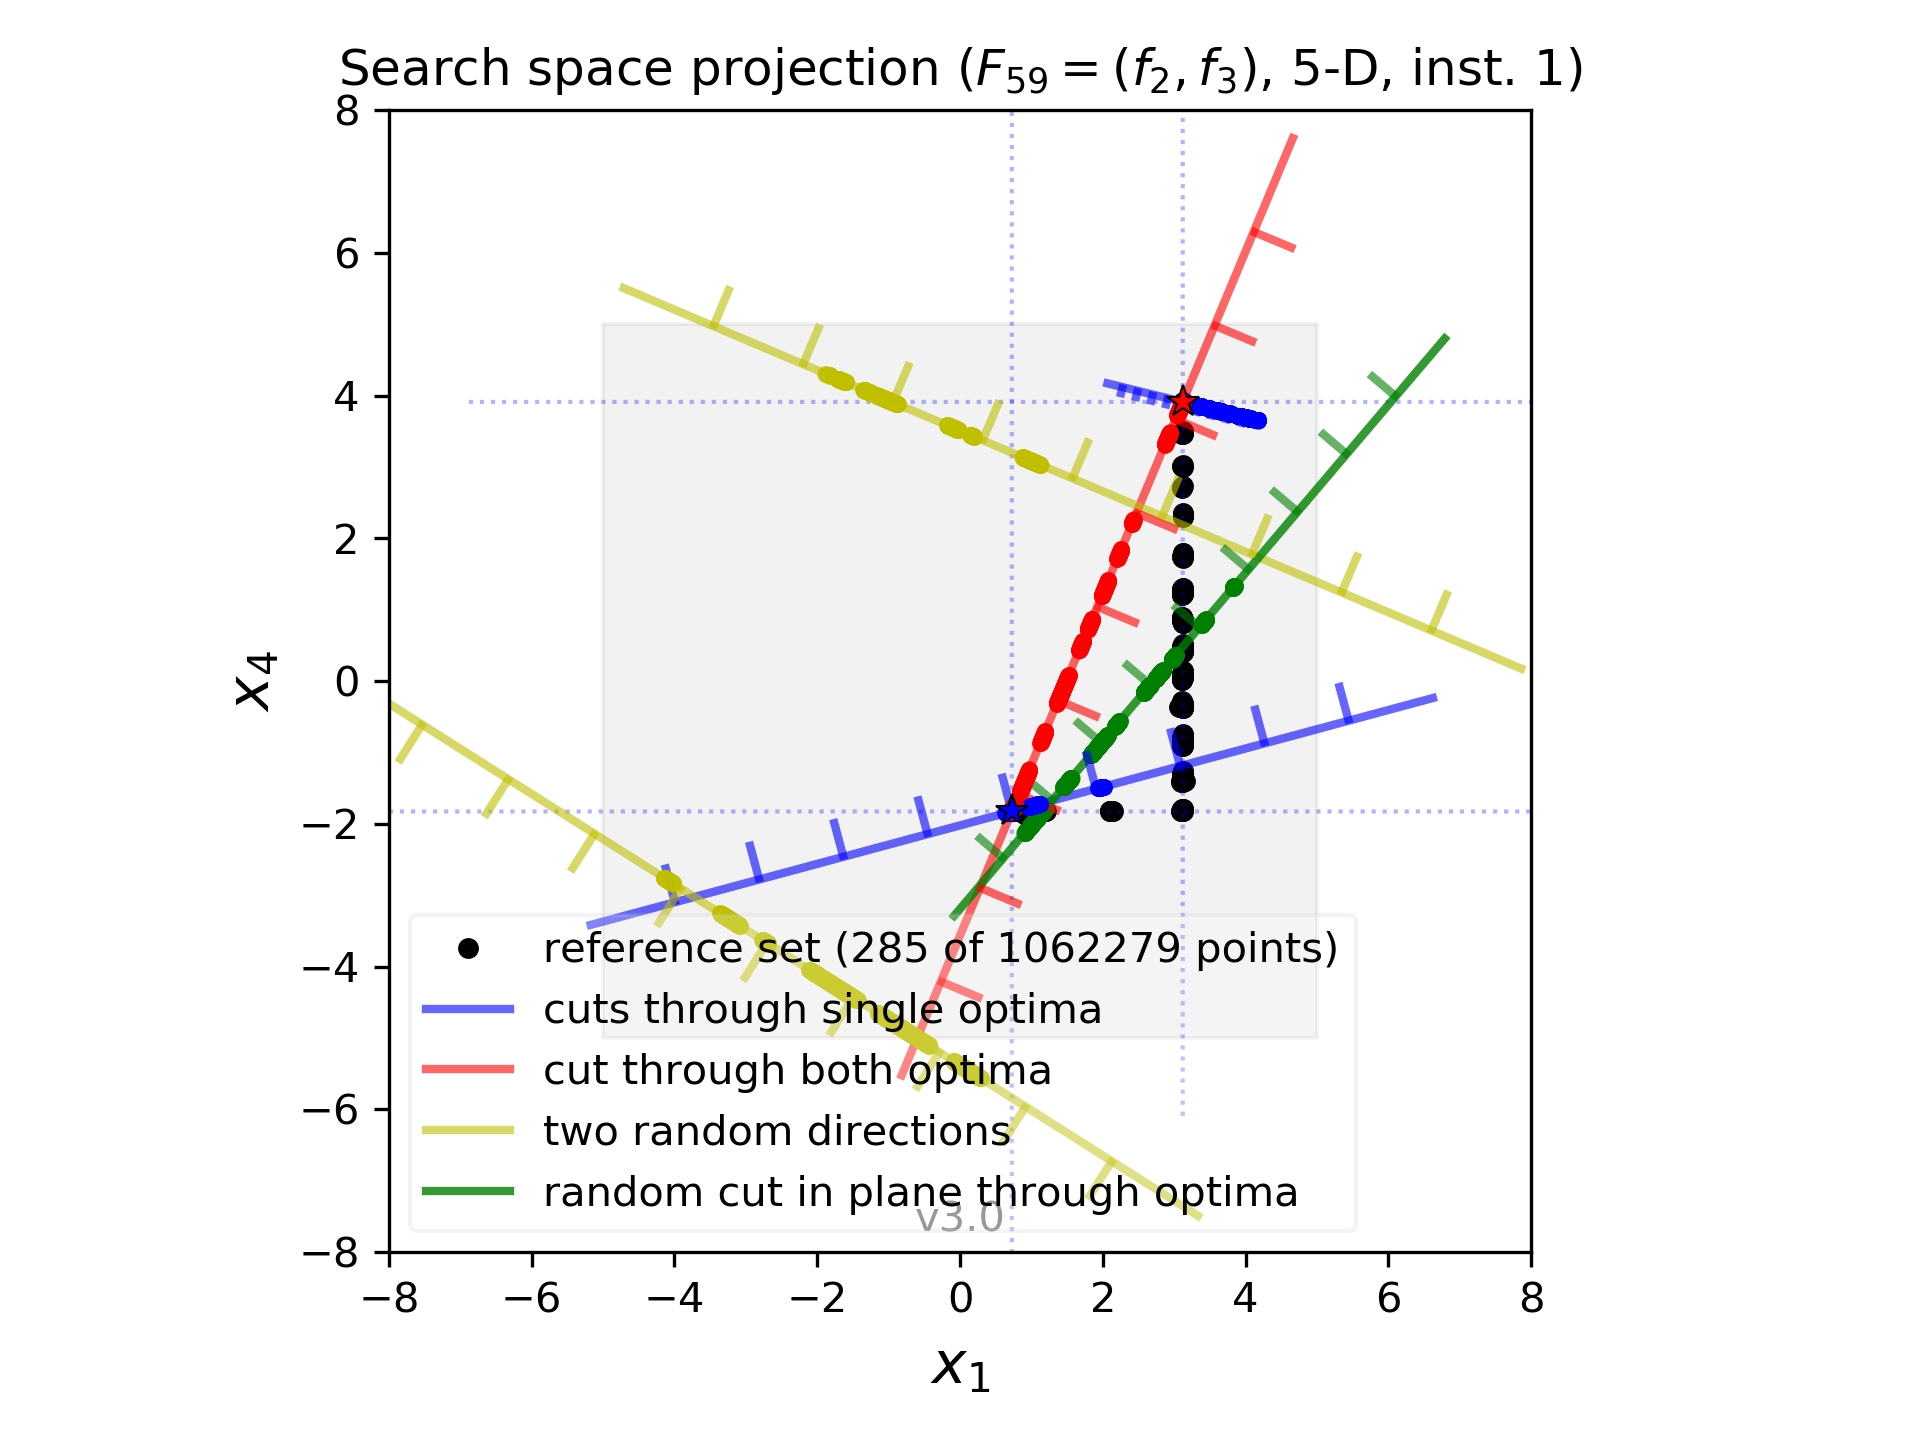 Search space projection (F₅₉ = (f₂, f₃), 5-D, inst. 1)
8
6
4
2
0
−2
−4
−6
−8
x₄
reference set (285 of 1062279 points)
cuts through single optima
cut through both optima
two random directions
random cut in plane through optima
v3.0
−8 −6 −4 −2 0 2 4 6 8
x₁